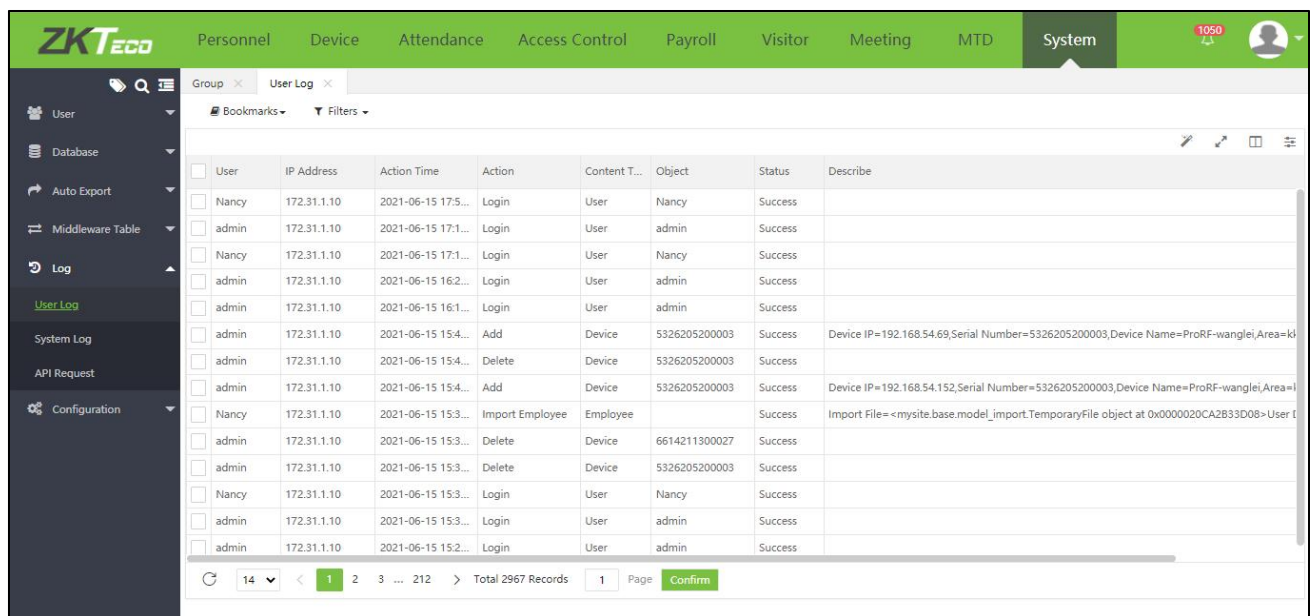 ZKTeco Personnel Device Attendance Access Control Payroll Visitor Meeting MTD System 1050
Group User Log
User
Bookmarks Filters
Database
User IP Address Action Time Action Content T... Object Status Describe
Auto Export
Nancy 172.31.1.10 2021-06-15 17:5... Login User Nancy Success
Middleware Table
admin 172.31.1.10 2021-06-15 17:1... Login User admin Success
Nancy 172.31.1.10 2021-06-15 17:1... Login User Nancy Success
Log
admin 172.31.1.10 2021-06-15 16:2... Login User admin Success
User Log
admin 172.31.1.10 2021-06-15 16:1... Login User admin Success
System Log
admin 172.31.1.10 2021-06-15 15:4... Add Device 5326205200003 Success Device IP=192.168.54.69,Serial Number=5326205200003,Device Name=ProRF-wanglei,Area=kk
admin 172.31.1.10 2021-06-15 15:4... Delete Device 5326205200003 Success
API Request
admin 172.31.1.10 2021-06-15 15:4... Add Device 5326205200003 Success Device IP=192.168.54.152,Serial Number=5326205200003,Device Name=ProRF-wanglei,Area=
Configuration
Nancy 172.31.1.10 2021-06-15 15:3... Import Employee Employee Success Import File=<mysite.base.model_import.TemporaryFile object at 0x0000020CA2B33D08>User
admin 172.31.1.10 2021-06-15 15:3... Delete Device 6614211300027 Success
admin 172.31.1.10 2021-06-15 15:3... Delete Device 5326205200003 Success
Nancy 172.31.1.10 2021-06-15 15:3... Login User Nancy Success
admin 172.31.1.10 2021-06-15 15:3... Login User admin Success
admin 172.31.1.10 2021-06-15 15:2... Login User admin Success
14 1 2 3 ... 212 Total 2967 Records 1 Page Confirm